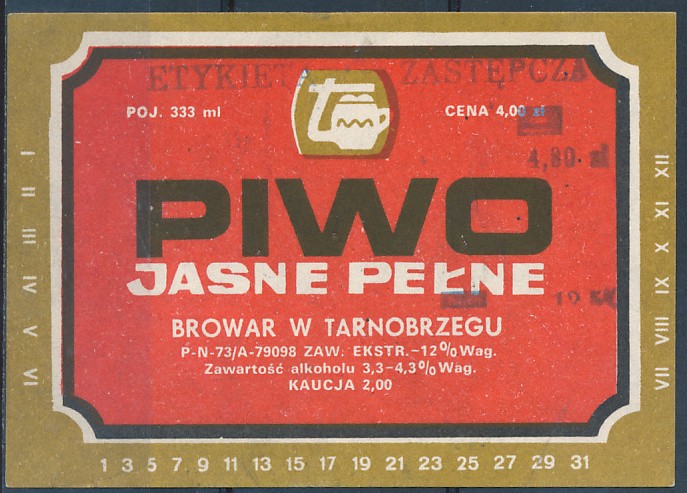 ETYKIETA ZASTĘPCZA
POJ. 333 ml
CENA 4,00 zł
4,80 zł
PIWO
JASNE PEŁNE
BROWAR W TARNOBRZEGU
P-N-73/A-79098 ZAW. EKSTR.-12% Wag.
Zawartość alkoholu 3,3-4,3% Wag.
KAUCJA 2,00
I II III IV V VI
XII XI X IX VIII VII
1 3 5 7 9 11 13 15 17 19 21 23 25 27 29 31